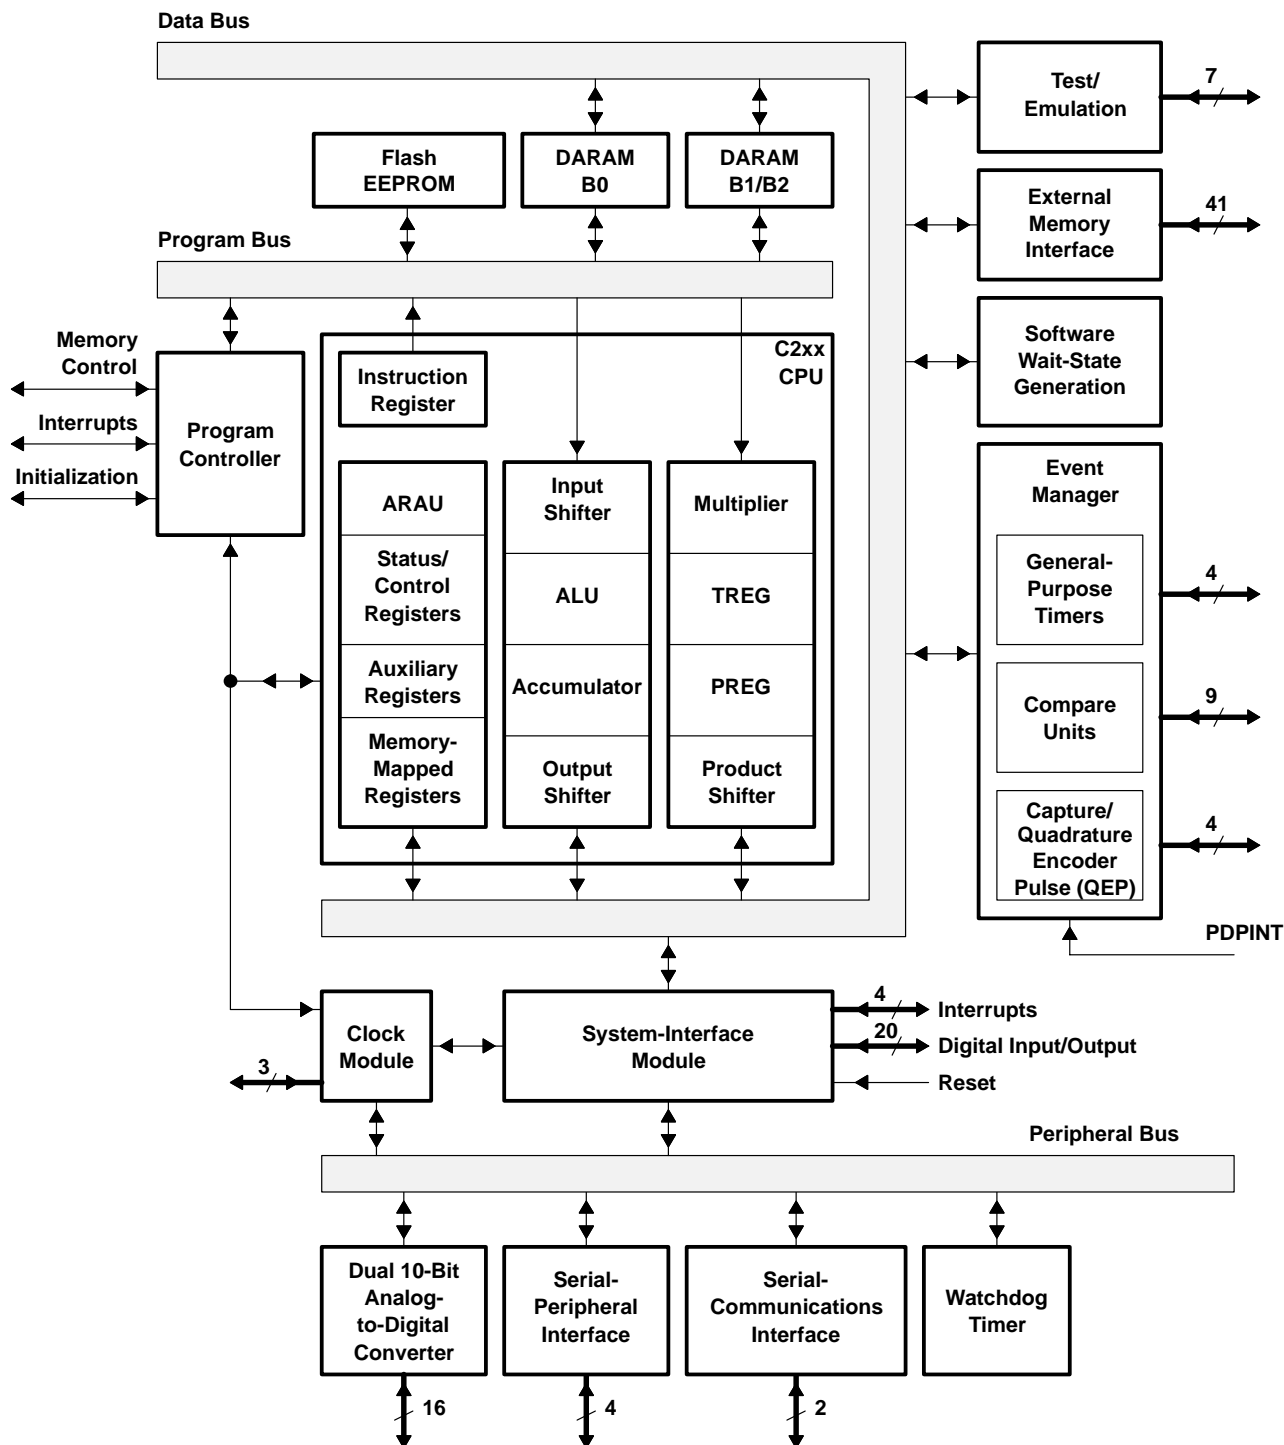 Data Bus
Test/
Emulation
7
Flash
EEPROM
DARAM
B0
DARAM
B1/B2
External
Memory
Interface
41
Program Bus
Memory
Control
Interrupts
Initialization
Program
Controller
C2xx
CPU
Instruction
Register
Software
Wait-State
Generation
ARAU
Status/
Control
Registers
Auxiliary
Registers
Memory-
Mapped
Registers
Input
Shifter
ALU
Accumulator
Output
Shifter
Multiplier
TREG
PREG
Product
Shifter
Event
Manager
General-
Purpose
Timers
4
Compare
Units
9
Capture/
Quadrature
Encoder
Pulse (QEP)
4
PDPINT
Clock
Module
3
System-Interface
Module
4
Interrupts
20
Digital Input/Output
Reset
Peripheral Bus
Dual 10-Bit
Analog-
to-Digital
Converter
16
Serial-
Peripheral
Interface
4
Serial-
Communications
Interface
2
Watchdog
Timer